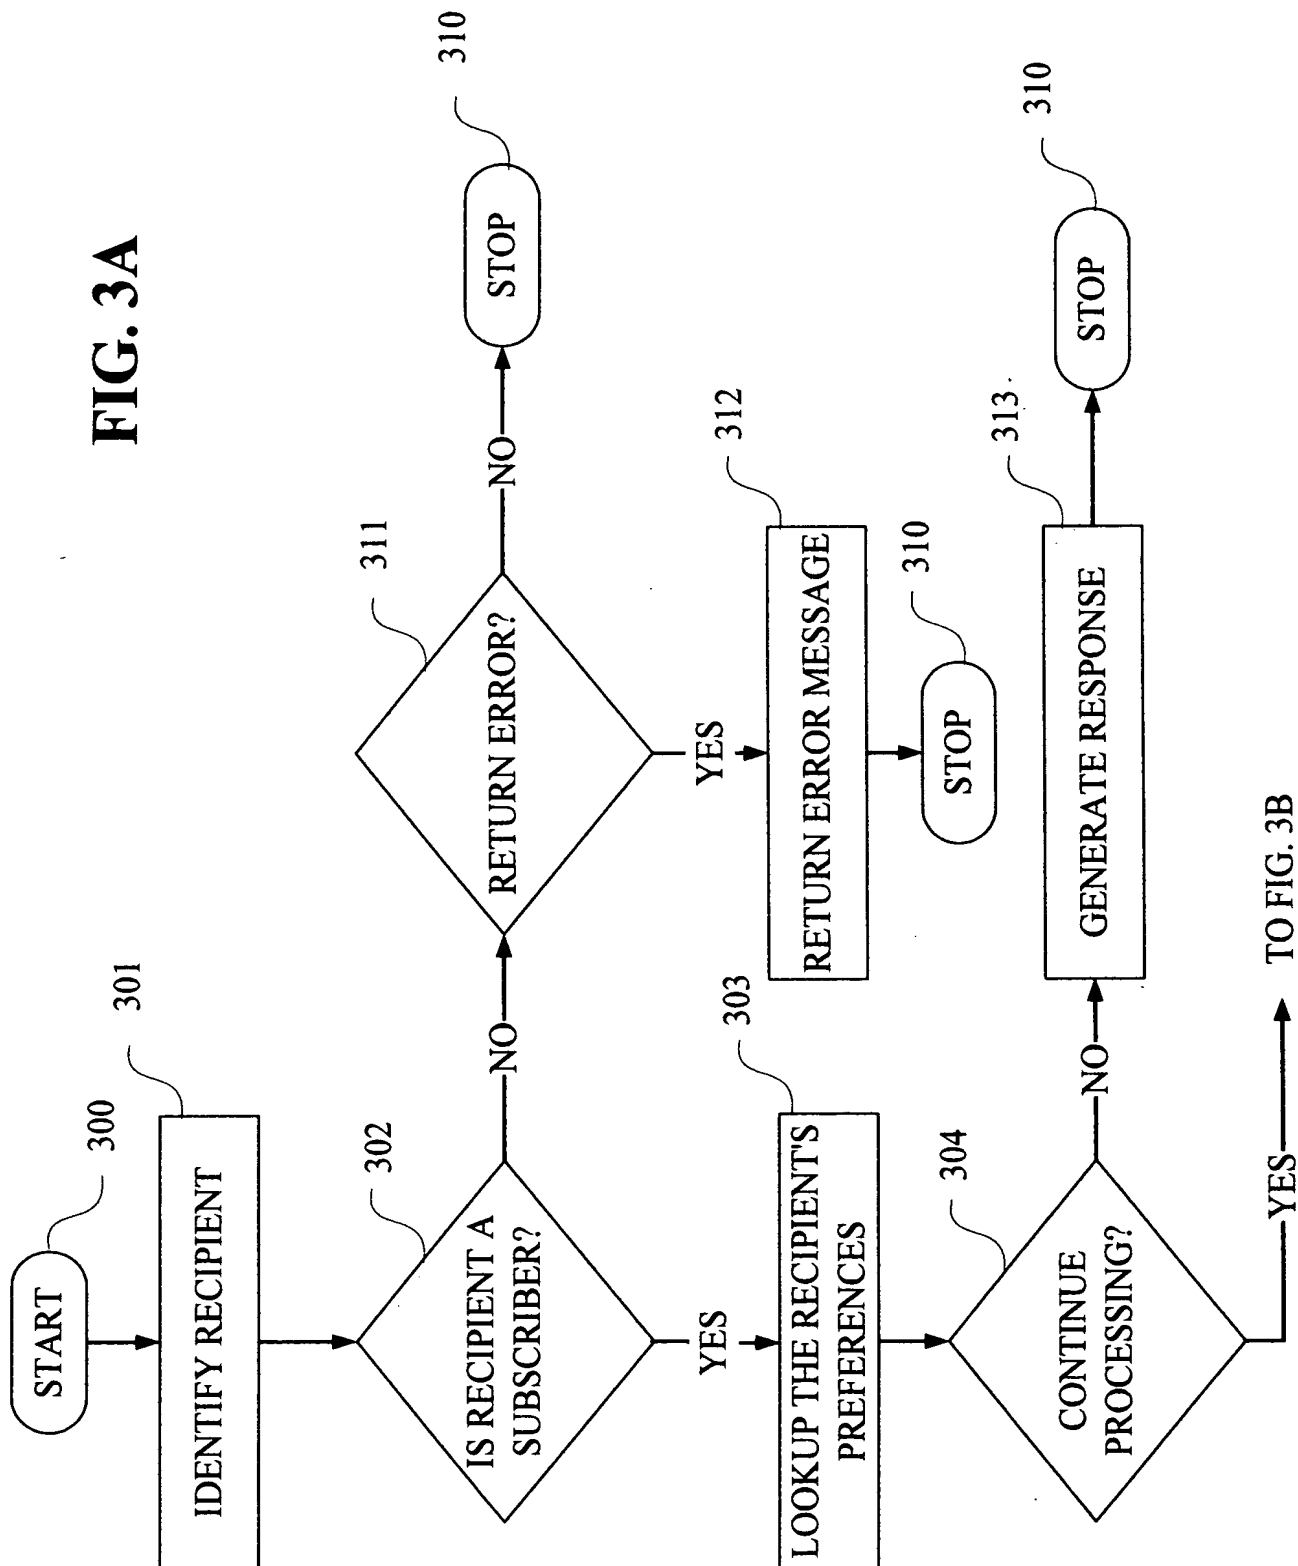 FIG. 3A
START
300
IDENTIFY RECIPIENT
301
IS RECIPIENT A
SUBSCRIBER?
302
NO
RETURN ERROR?
311
NO
STOP
310
YES
RETURN ERROR MESSAGE
312
STOP
310
YES
LOOKUP THE RECIPIENT'S
PREFERENCES
303
CONTINUE
PROCESSING?
304
NO
GENERATE RESPONSE
313
STOP
310
YES
TO FIG. 3B